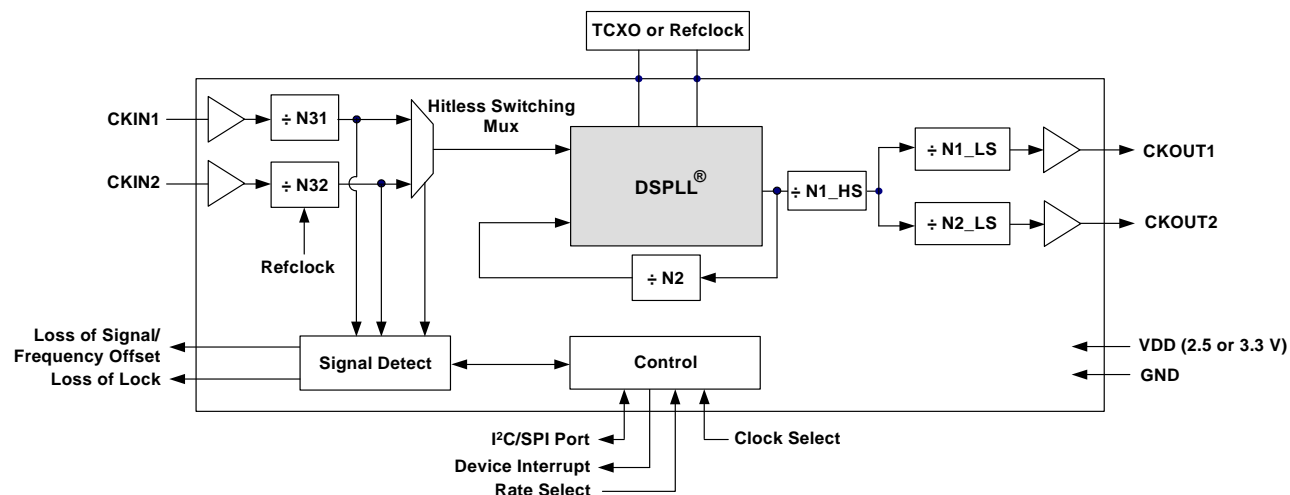 TCXO or Refclock
CKIN1
÷ N31
Hitless Switching
Mux
CKIN2
÷ N32
DSPLL®
÷ N1_HS
÷ N1_LS
CKOUT1
÷ N2_LS
CKOUT2
Refclock
÷ N2
Loss of Signal/
Frequency Offset
Loss of Lock
Signal Detect
Control
VDD (2.5 or 3.3 V)
GND
I²C/SPI Port
Clock Select
Device Interrupt
Rate Select